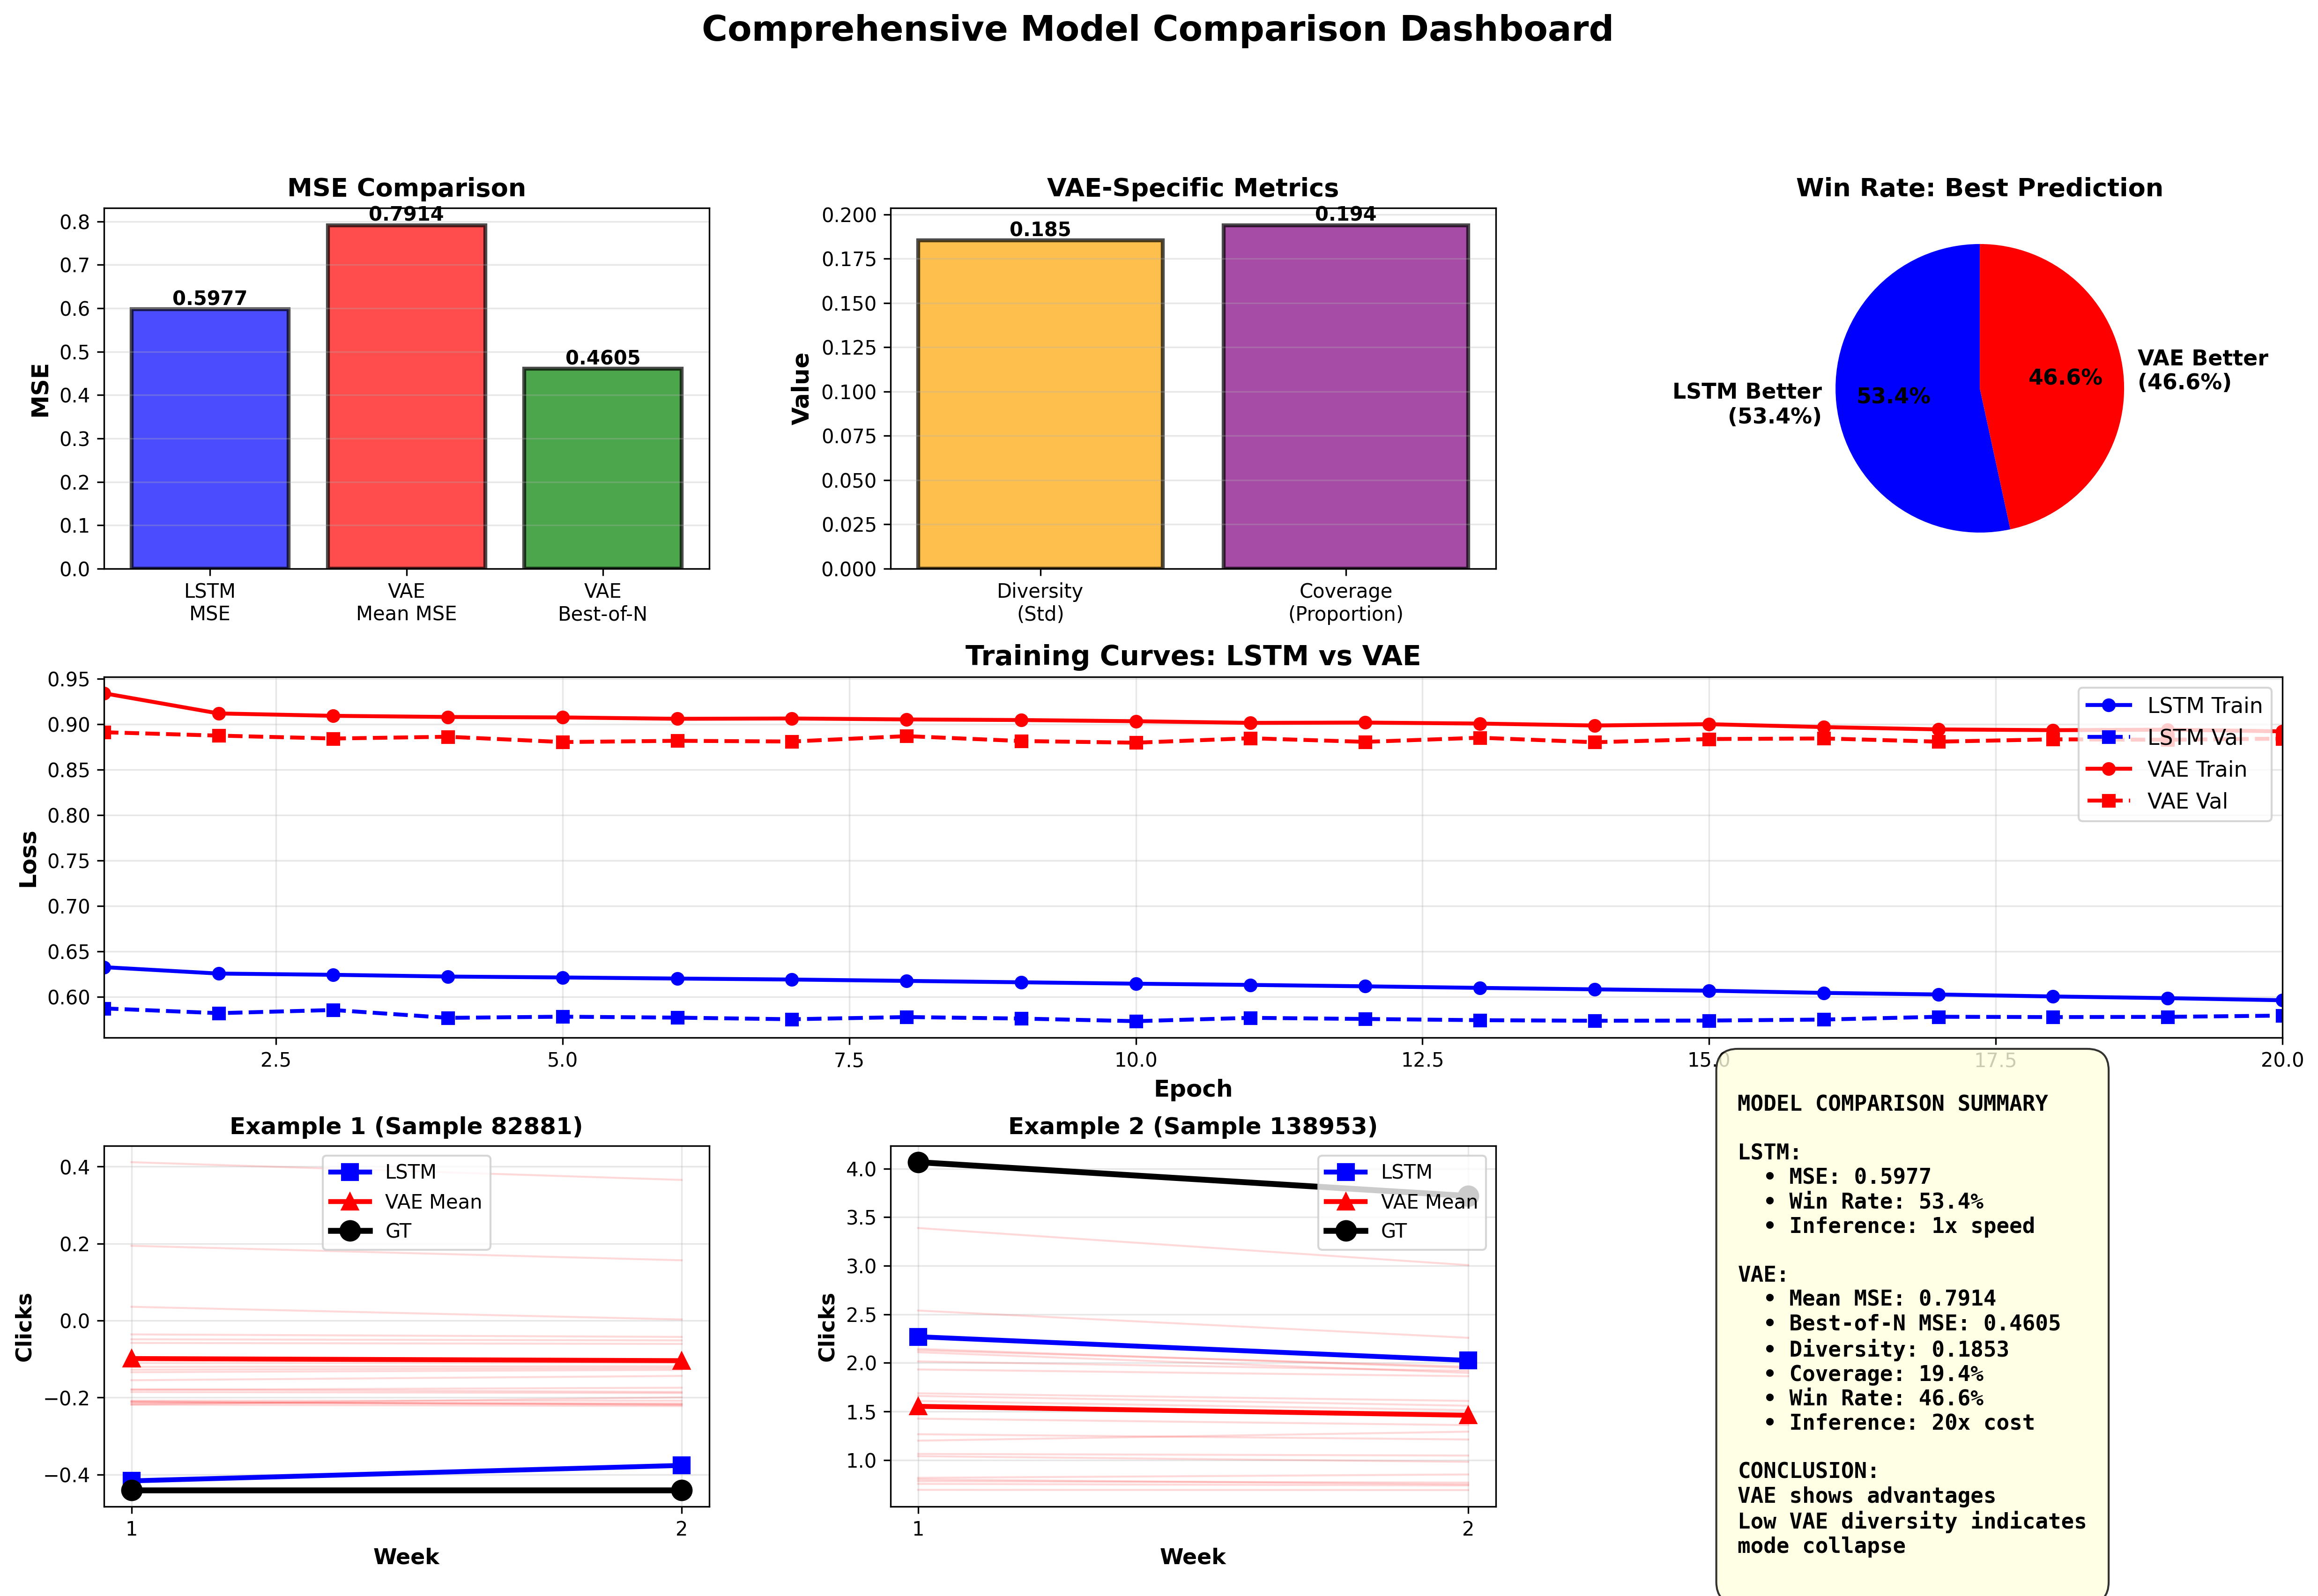 Comprehensive Model Comparison Dashboard
MSE Comparison
MSE
0.8
0.7
0.6
0.5
0.4
0.3
0.2
0.1
0.0
0.5977
0.7914
0.4605
LSTM
MSE
VAE
Mean MSE
VAE
Best-of-N
VAE-Specific Metrics
Value
0.200
0.175
0.150
0.125
0.100
0.075
0.050
0.025
0.000
0.185
0.194
Diversity
(Std)
Coverage
(Proportion)
Win Rate: Best Prediction
LSTM Better
(53.4%)
53.4%
46.6%
VAE Better
(46.6%)
Training Curves: LSTM vs VAE
Loss
0.95
0.90
0.85
0.80
0.75
0.70
0.65
0.60
LSTM Train
LSTM Val
VAE Train
VAE Val
2.5
5.0
7.5
10.0
12.5
15.0
17.5
20.0
Epoch
Example 1 (Sample 82881)
Clicks
0.4
0.2
0.0
−0.2
−0.4
LSTM
VAE Mean
GT
1
2
Week
Example 2 (Sample 138953)
Clicks
4.0
3.5
3.0
2.5
2.0
1.5
1.0
LSTM
VAE Mean
GT
1
2
Week
MODEL COMPARISON SUMMARY
LSTM:
• MSE: 0.5977
• Win Rate: 53.4%
• Inference: 1x speed
VAE:
• Mean MSE: 0.7914
• Best-of-N MSE: 0.4605
• Diversity: 0.1853
• Coverage: 19.4%
• Win Rate: 46.6%
• Inference: 20x cost
CONCLUSION:
VAE shows advantages
Low VAE diversity indicates
mode collapse